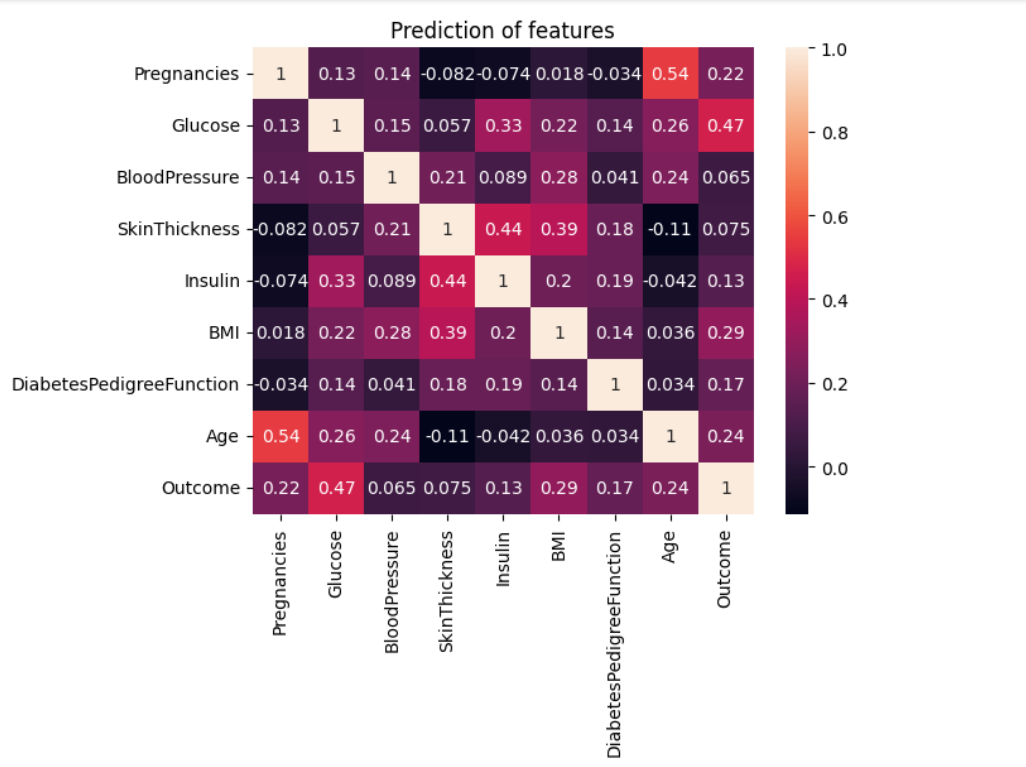 Prediction of features
Pregnancies 1 0.13 0.14 -0.082 -0.074 0.018 -0.034 0.54 0.22
Glucose 0.13 1 0.15 0.057 0.33 0.22 0.14 0.26 0.47
BloodPressure 0.14 0.15 1 0.21 0.089 0.28 0.041 0.24 0.065
SkinThickness -0.082 0.057 0.21 1 0.44 0.39 0.18 -0.11 0.075
Insulin -0.074 0.33 0.089 0.44 1 0.2 0.19 -0.042 0.13
BMI 0.018 0.22 0.28 0.39 0.2 1 0.14 0.036 0.29
DiabetesPedigreeFunction -0.034 0.14 0.041 0.18 0.19 0.14 1 0.034 0.17
Age 0.54 0.26 0.24 -0.11 -0.042 0.036 0.034 1 0.24
Outcome 0.22 0.47 0.065 0.075 0.13 0.29 0.17 0.24 1
Pregnancies
Glucose
BloodPressure
SkinThickness
Insulin
BMI
DiabetesPedigreeFunction
Age
Outcome
1.0
0.8
0.6
0.4
0.2
0.0